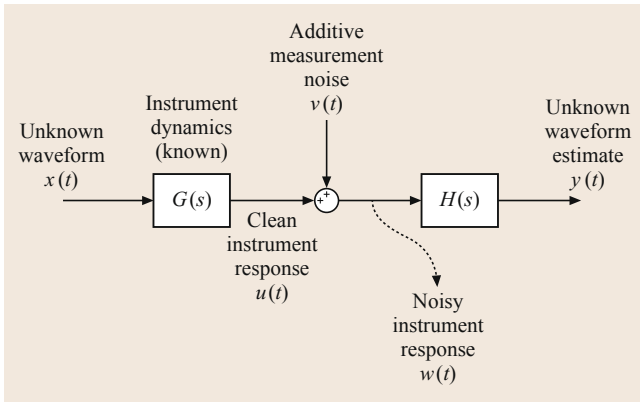 Additive
measurement
noise
v(t)
Instrument
dynamics
(known)
Unknown
waveform
x(t)
Unknown
waveform
estimate
y(t)
G(s)
+
+
H(s)
Clean
instrument
response
u(t)
Noisy
instrument
response
w(t)